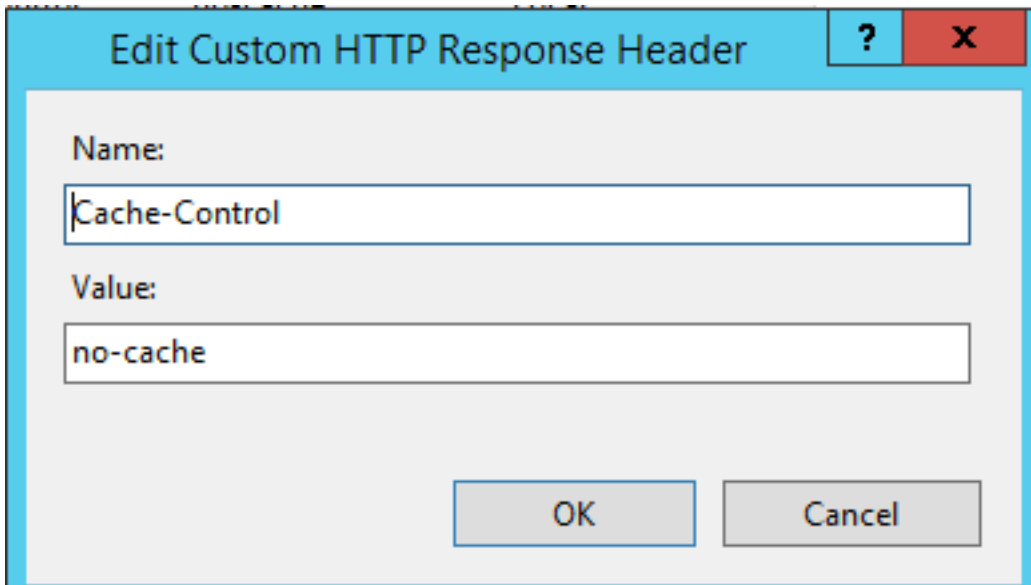 Edit Custom HTTP Response Header
?
x
Name:
Cache-Control
Value:
no-cache
OK
Cancel